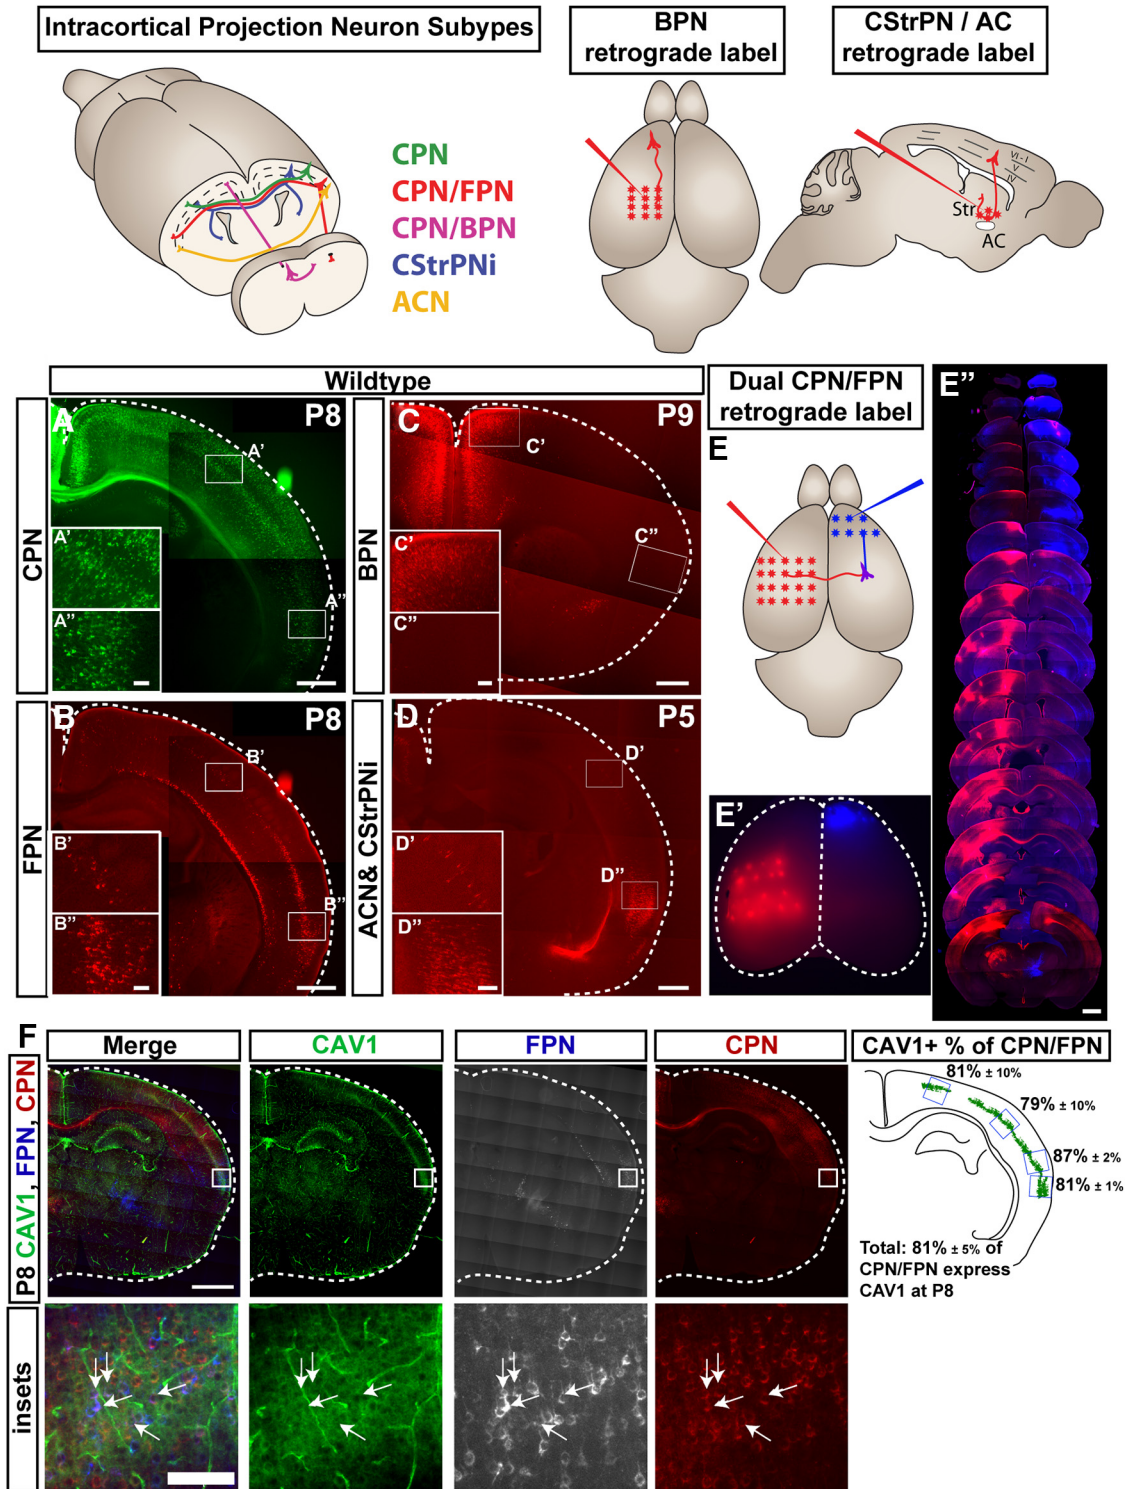 Intracortical Projection Neuron Subypes
BPN
retrograde label
CStrPN / AC
retrograde label
CPN
CPN/FPN
CPN/BPN
CStrPNi
ACN
VI - I
V
IV
Str
AC
Wildtype
Dual CPN/FPN
retrograde label
CPN
A
P8
A'
A''
A'
A''
BPN
C
P9
C'
C''
C'
C''
FPN
B
P8
B'
B''
B'
B''
ACN& CStrPNi
D
P5
D'
D''
D'
D''
E
E'
E''
F
Merge
CAV1
FPN
CPN
CAV1+ % of CPN/FPN
P8 CAV1, FPN, CPN
81% ± 10%
79% ± 10%
87% ± 2%
81% ± 1%
Total: 81% ± 5% of
CPN/FPN express
CAV1 at P8
insets